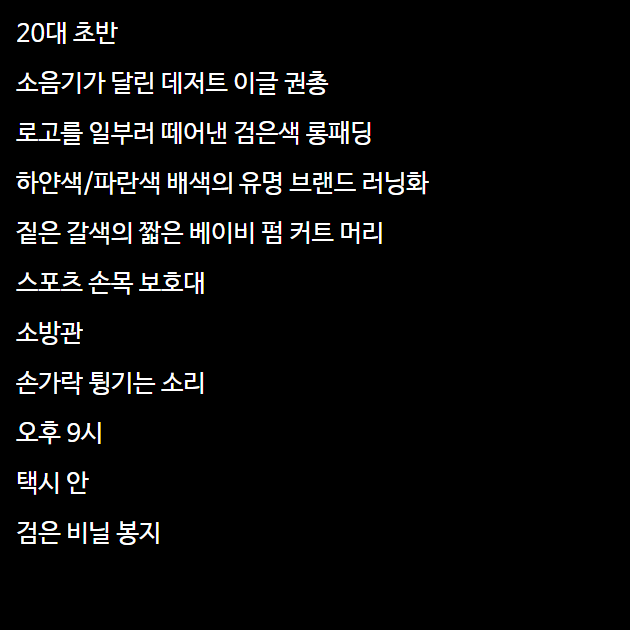 20대 초반
소음기가 달린 데저트 이글 권총
로고를 일부러 떼어낸 검은색 롱패딩
하얀색/파란색 배색의 유명 브랜드 러닝화
짙은 갈색의 짧은 베이비 펌 커트 머리
스포츠 손목 보호대
소방관
손가락 튕기는 소리
오후 9시
택시 안
검은 비닐 봉지